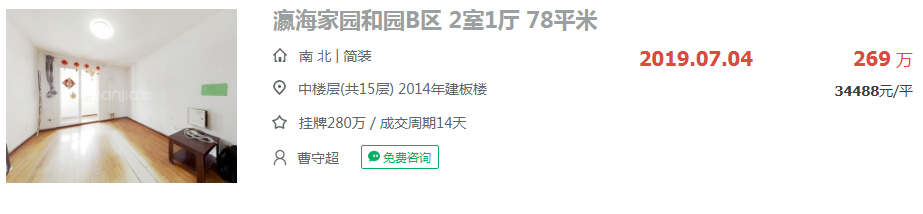 瀛海家园和园B区 2室1厅 78平米
南 北 | 简装
2019.07.04
269 万
中楼层(共15层) 2014年建板楼
34488元/平
挂牌280万 / 成交周期14天
曹守超
免费咨询